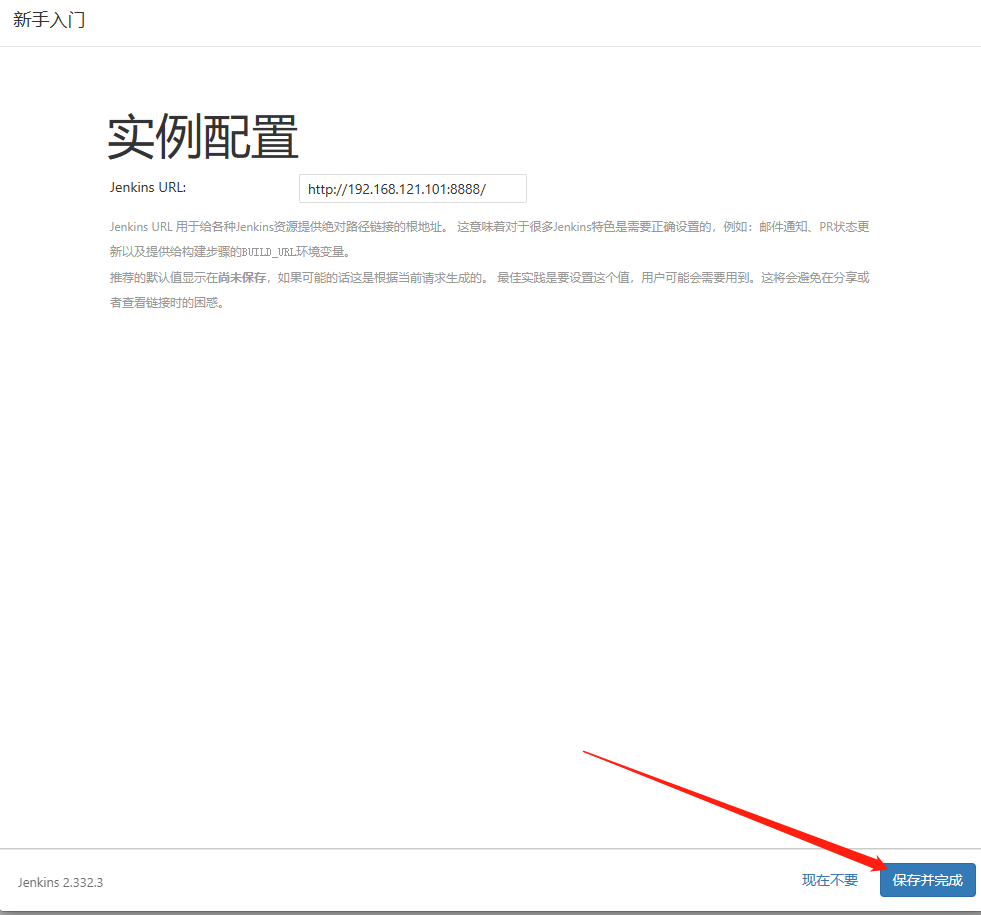 新手入门
实例配置
Jenkins URL:
http://192.168.121.101:8888/
Jenkins URL 用于给各种Jenkins资源提供绝对路径链接的根地址。 这意味着对于很多Jenkins特色是需要正确设置的，例如：邮件通知、PR状态更
新以及提供给构建步骤的BUILD_URL环境变量。
推荐的默认值显示在尚未保存，如果可能的话这是根据当前请求生成的。 最佳实践是要设置这个值，用户可能会需要用到。这将会避免在分享或
者查看链接时的困惑。
Jenkins 2.332.3
现在不要
保存并完成